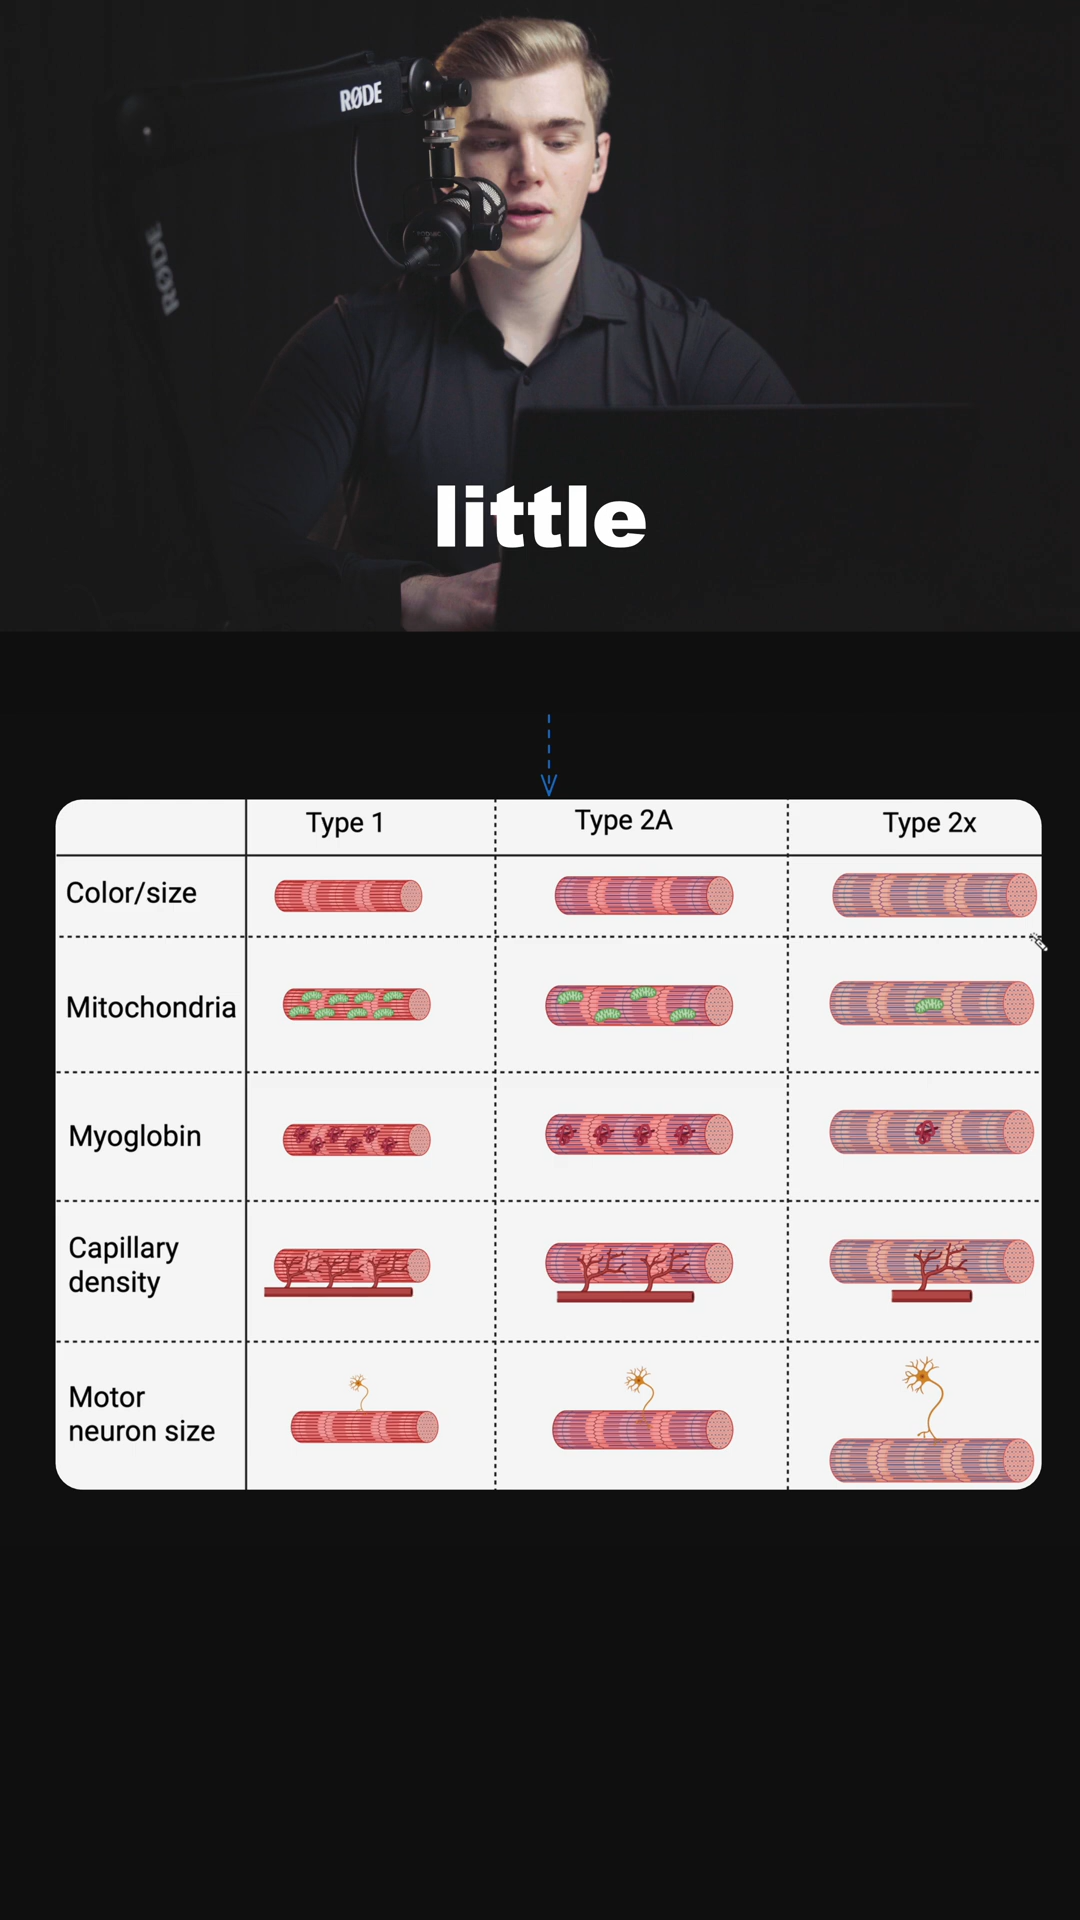 RØDE
RØDE
little
Type 1
Type 2A
Type 2x
Color/size
Mitochondria
Myoglobin
Capillary
density
Motor
neuron size